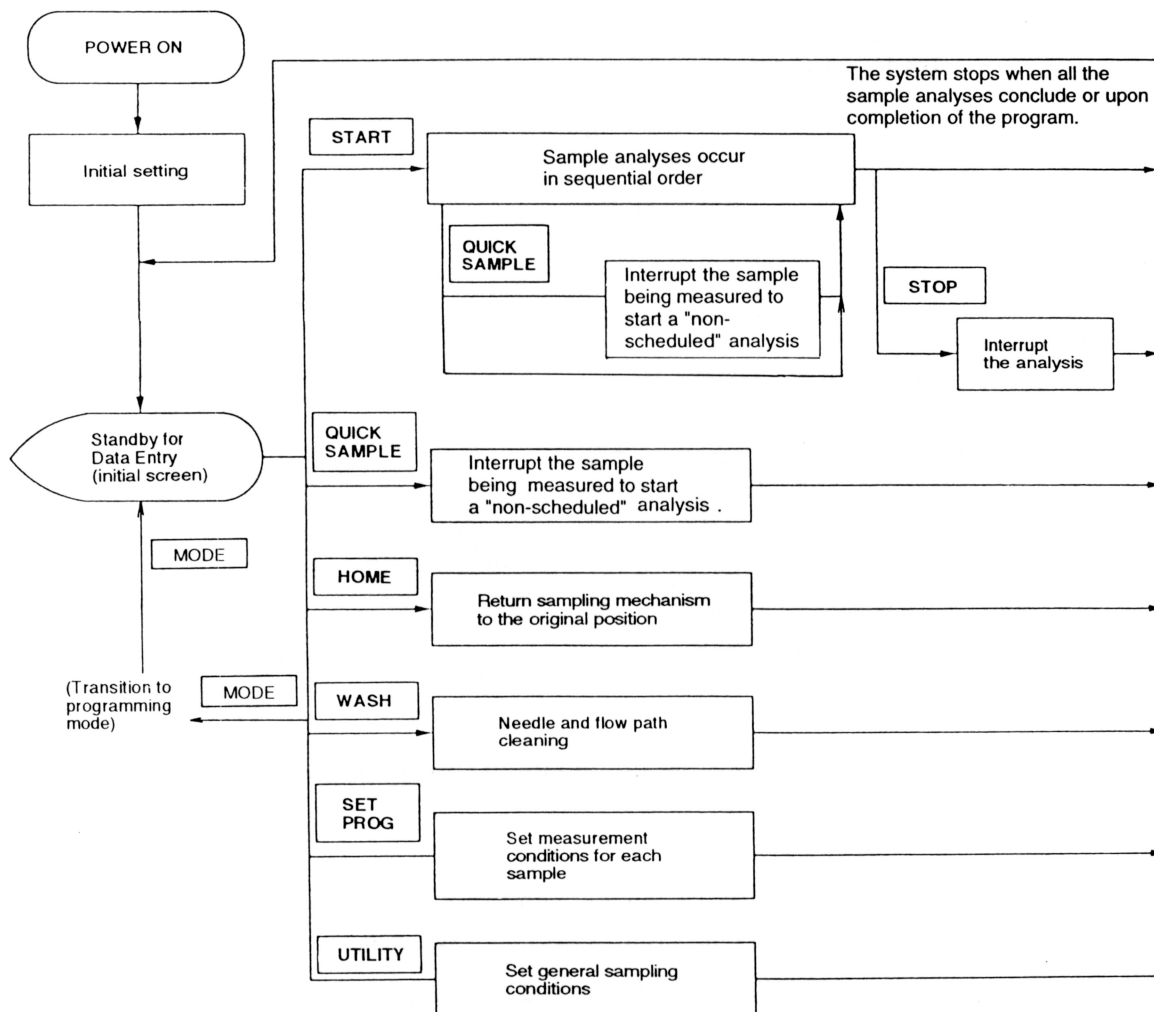 POWER ON
The system stops when all the
sample analyses conclude or upon
completion of the program.
START
Sample analyses occur
in sequential order
Initial setting
QUICK
SAMPLE
Interrupt the sample
being measured to
start a "non-
scheduled" analysis
STOP
Interrupt
the analysis
Standby for
Data Entry
(initial screen)
QUICK
SAMPLE
Interrupt the sample
being measured to start
a "non-scheduled" analysis .
MODE
HOME
Return sampling mechanism
to the original position
(Transition to
programming
mode)
MODE
WASH
Needle and flow path
cleaning
SET
PROG
Set measurement
conditions for each
sample
UTILITY
Set general sampling
conditions